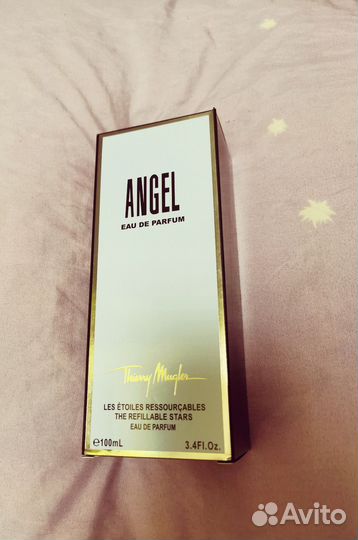 ANGEL
EAU DE PARFUM
Thierry Mugler
LES ÉTOILES RESSOURÇABLES
THE REFILLABLE STARS
EAU DE PARFUM
℮100mL 3.4Fl.Oz.
Avito